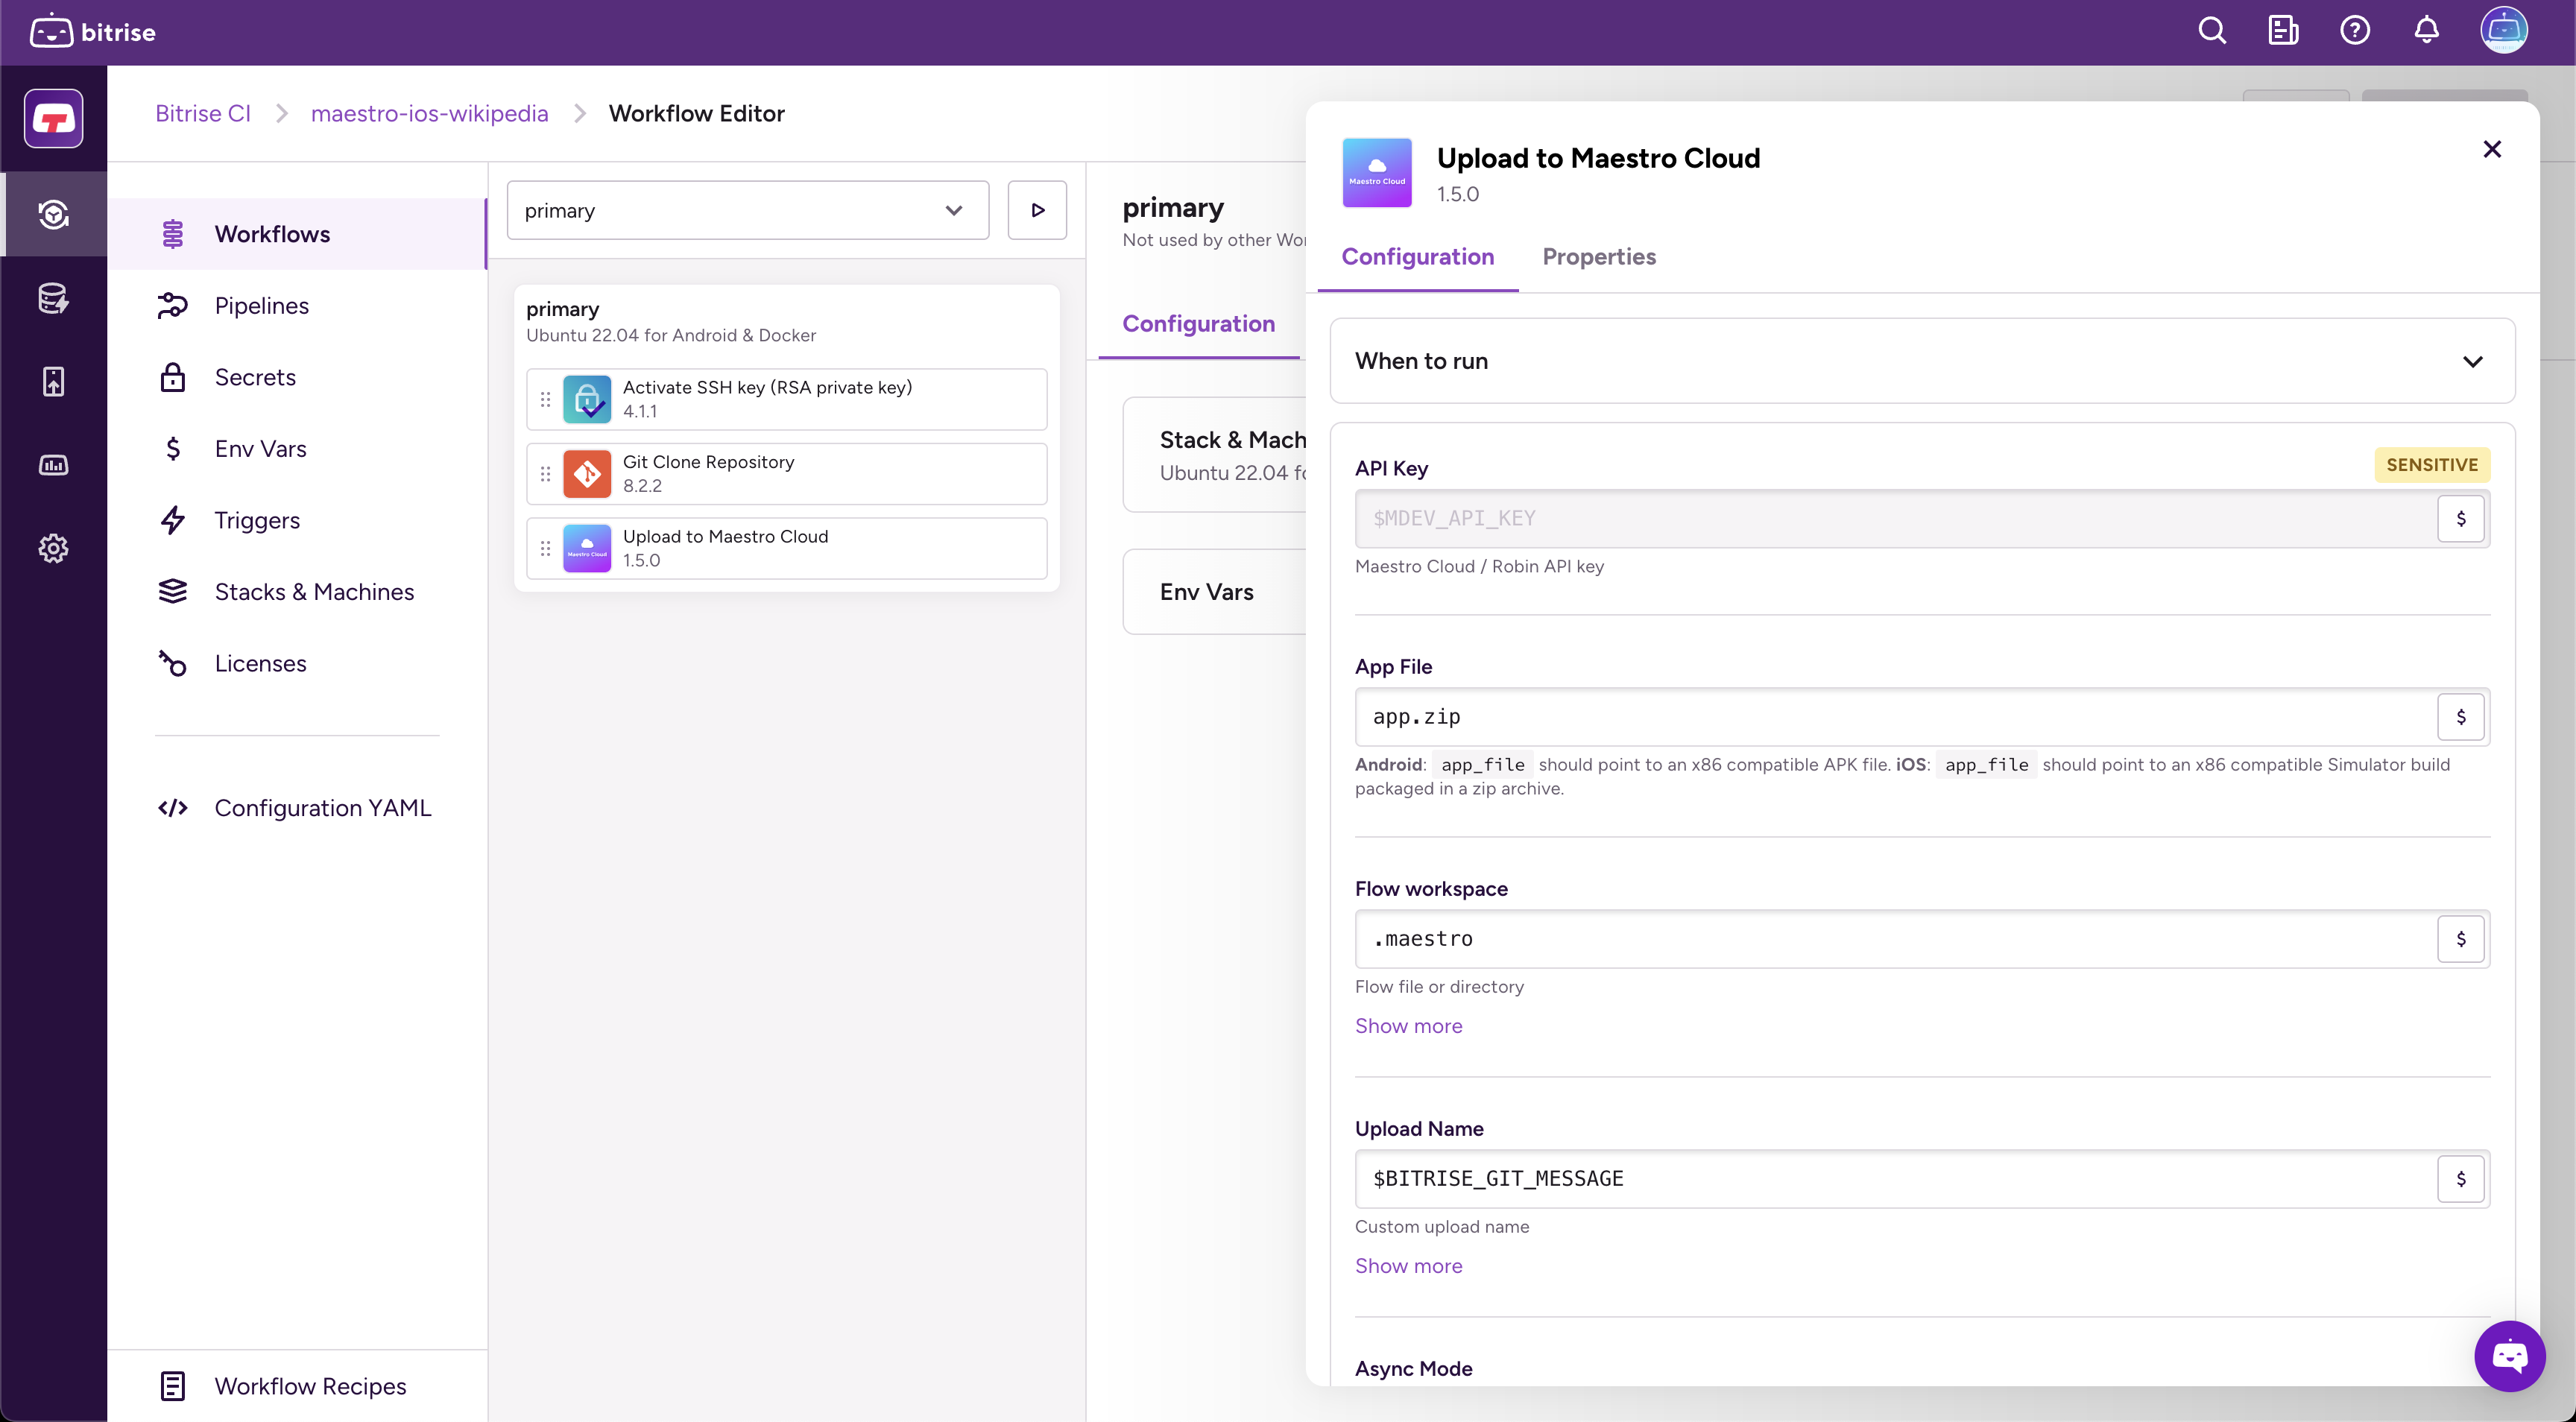 bitrise
Bitrise CI
maestro-ios-wikipedia
Workflow Editor
Workflows
Pipelines
Secrets
Env Vars
Triggers
Stacks & Machines
Licenses
Configuration YAML
Workflow Recipes
primary
primary
Ubuntu 22.04 for Android & Docker
Activate SSH key (RSA private key)
4.1.1
Git Clone Repository
8.2.2
Maestro Cloud
Upload to Maestro Cloud
1.5.0
primary
Not used by other Wor
Configuration
Stack & Mach
Ubuntu 22.04 fo
Env Vars
Maestro Cloud
Upload to Maestro Cloud
1.5.0
Configuration
Properties
When to run
API Key
SENSITIVE
$MDEV_API_KEY
$
Maestro Cloud / Robin API key
App File
app.zip
$
Android: app_file should point to an x86 compatible APK file. iOS: app_file should point to an x86 compatible Simulator build
packaged in a zip archive.
Flow workspace
.maestro
$
Flow file or directory
Show more
Upload Name
$BITRISE_GIT_MESSAGE
$
Custom upload name
Show more
Async Mode